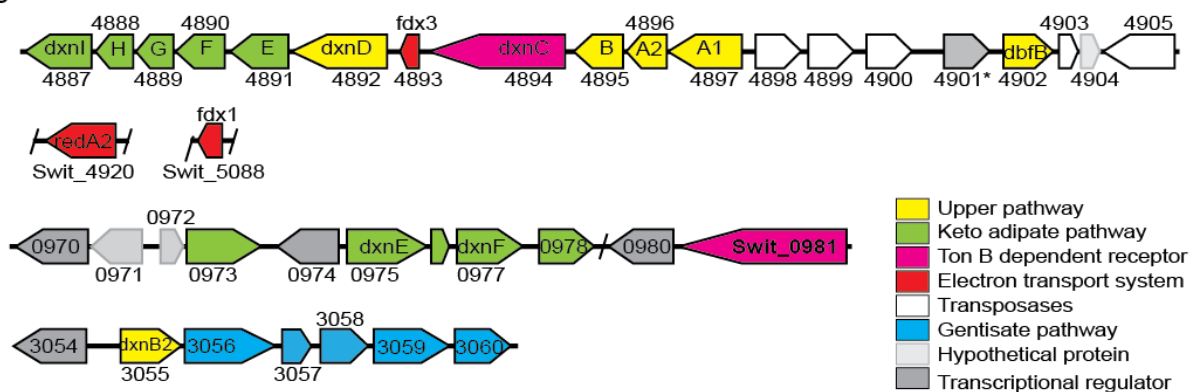 4888 4890 fdx3 4896 4903 4905
dxnI H G F E dxnD dxnC B A2 A1 dbfB
4887 4889 4891 4892 4893 4894 4895 4897 4898 4899 4900 4901* 4902 4904
fdx1
redA2
Swit_4920 Swit_5088
0972
0970 dxnE dxnF 0978 0980 Swit_0981
0971 0973 0974 0975 0977
3058
3054 dxnB2 3056 3059 3060
3055 3057
Upper pathway
Keto adipate pathway
Ton B dependent receptor
Electron transport system
Transposases
Gentisate pathway
Hypothetical protein
Transcriptional regulator